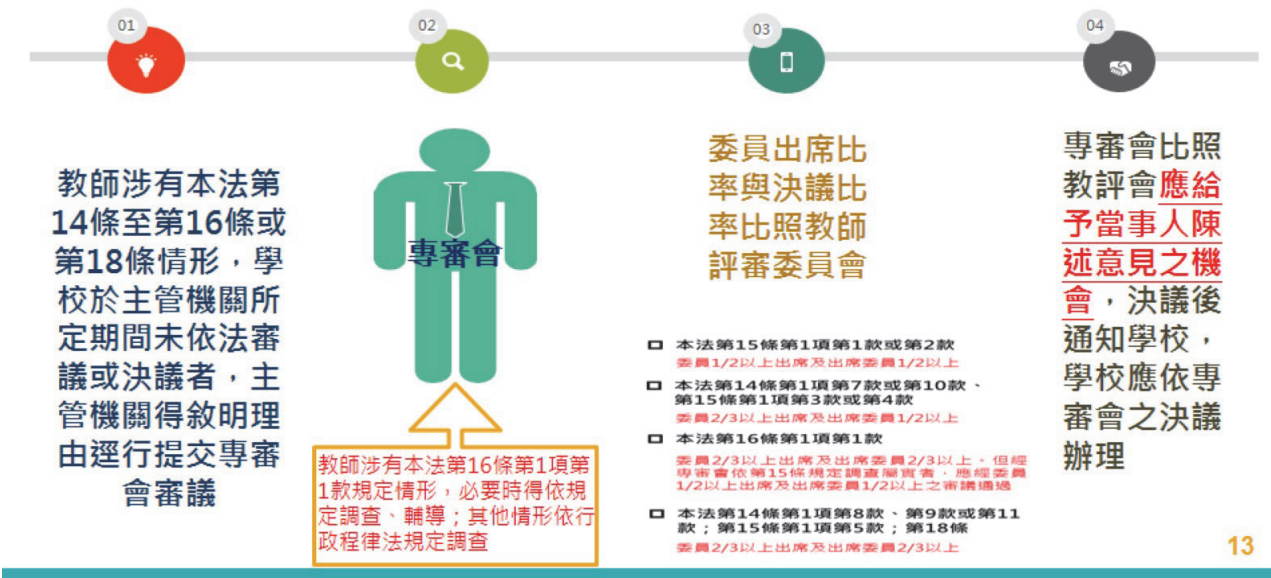 01
教師涉有本法第
14條至第16條或
第18條情形，學
校於主管機關所
定期間未依法審
議或決議者，主
管機關得敘明理
由逕行提交專審
會審議
02
專審會
教師涉有本法第16條第1項第
1款規定情形，必要時得依規
定調查、輔導；其他情形依行
政程律法規定調查
03
委員出席比
率與決議比
率比照教師
評審委員會
本法第15條第1項第1款或第2款
委員1/2以上出席及出席委員1/2以上
本法第14條第1項第7款或第10款、
第15條第1項第3款或第4款
委員2/3以上出席及出席委員1/2以上
本法第16條第1項第1款
委員2/3以上出席及出席委員2/3以上。但經
專審會依第15條規定調查屬實者，應經委員
1/2以上出席及出席委員1/2以上之審議通過
本法第14條第1項第8款、第9款或第11
款；第15條第1項第5款；第18條
委員2/3以上出席及出席委員2/3以上
04
專審會比照
教評會應給
予當事人陳
述意見之機
會，決議後
通知學校，
學校應依專
審會之決議
辦理
13